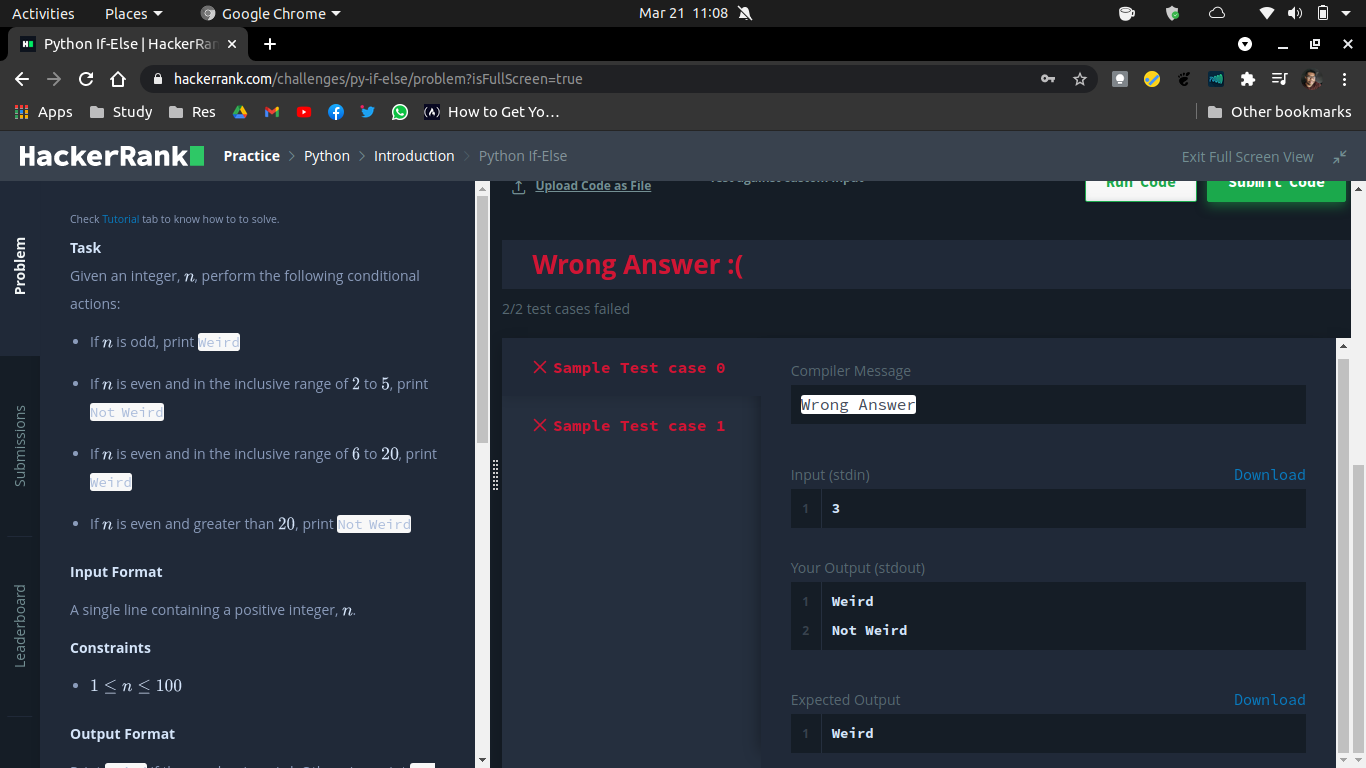 Activities Places Google Chrome Mar 21 11:08
Python If-Else | HackerRan
hackerrank.com/challenges/py-if-else/problem?isFullScreen=true
Apps Study Res How to Get Yo… Other bookmarks
HackerRank Practice Python Introduction Python If-Else Exit Full Screen View
Problem
Submissions
Leaderboard
Check Tutorial tab to know how to to solve.
Task
Given an integer, n, perform the following conditional
actions:
• If n is odd, print Weird
• If n is even and in the inclusive range of 2 to 5, print
Not Weird
• If n is even and in the inclusive range of 6 to 20, print
Weird
• If n is even and greater than 20, print Not Weird
Input Format
A single line containing a positive integer, n.
Constraints
• 1 ≤ n ≤ 100
Output Format
Upload Code as File
Run Code Submit Code
Wrong Answer :(
2/2 test cases failed
Sample Test case 0
Sample Test case 1
Compiler Message
Wrong Answer
Input (stdin) Download
1 3
Your Output (stdout)
1 Weird
2 Not Weird
Expected Output Download
1 Weird